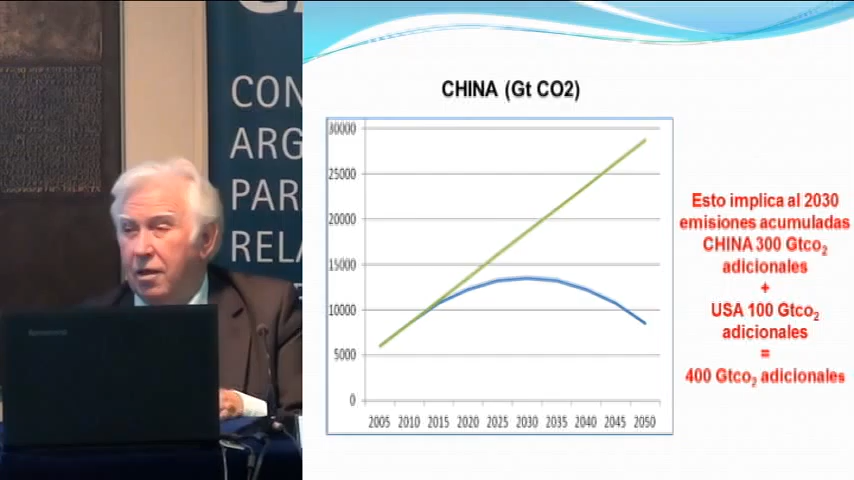 CON
ARG
PAR
RELA
lenovo
CHINA (Gt CO2)
30000
25000
20000
15000
10000
5000
0
2005 2010 2015 2020 2025 2030 2035 2040 2045 2050
Esto implica al 2030
emisiones acumuladas
CHINA 300 Gtco2
adicionales
+
USA 100 Gtco2
adicionales
=
400 Gtco2 adicionales